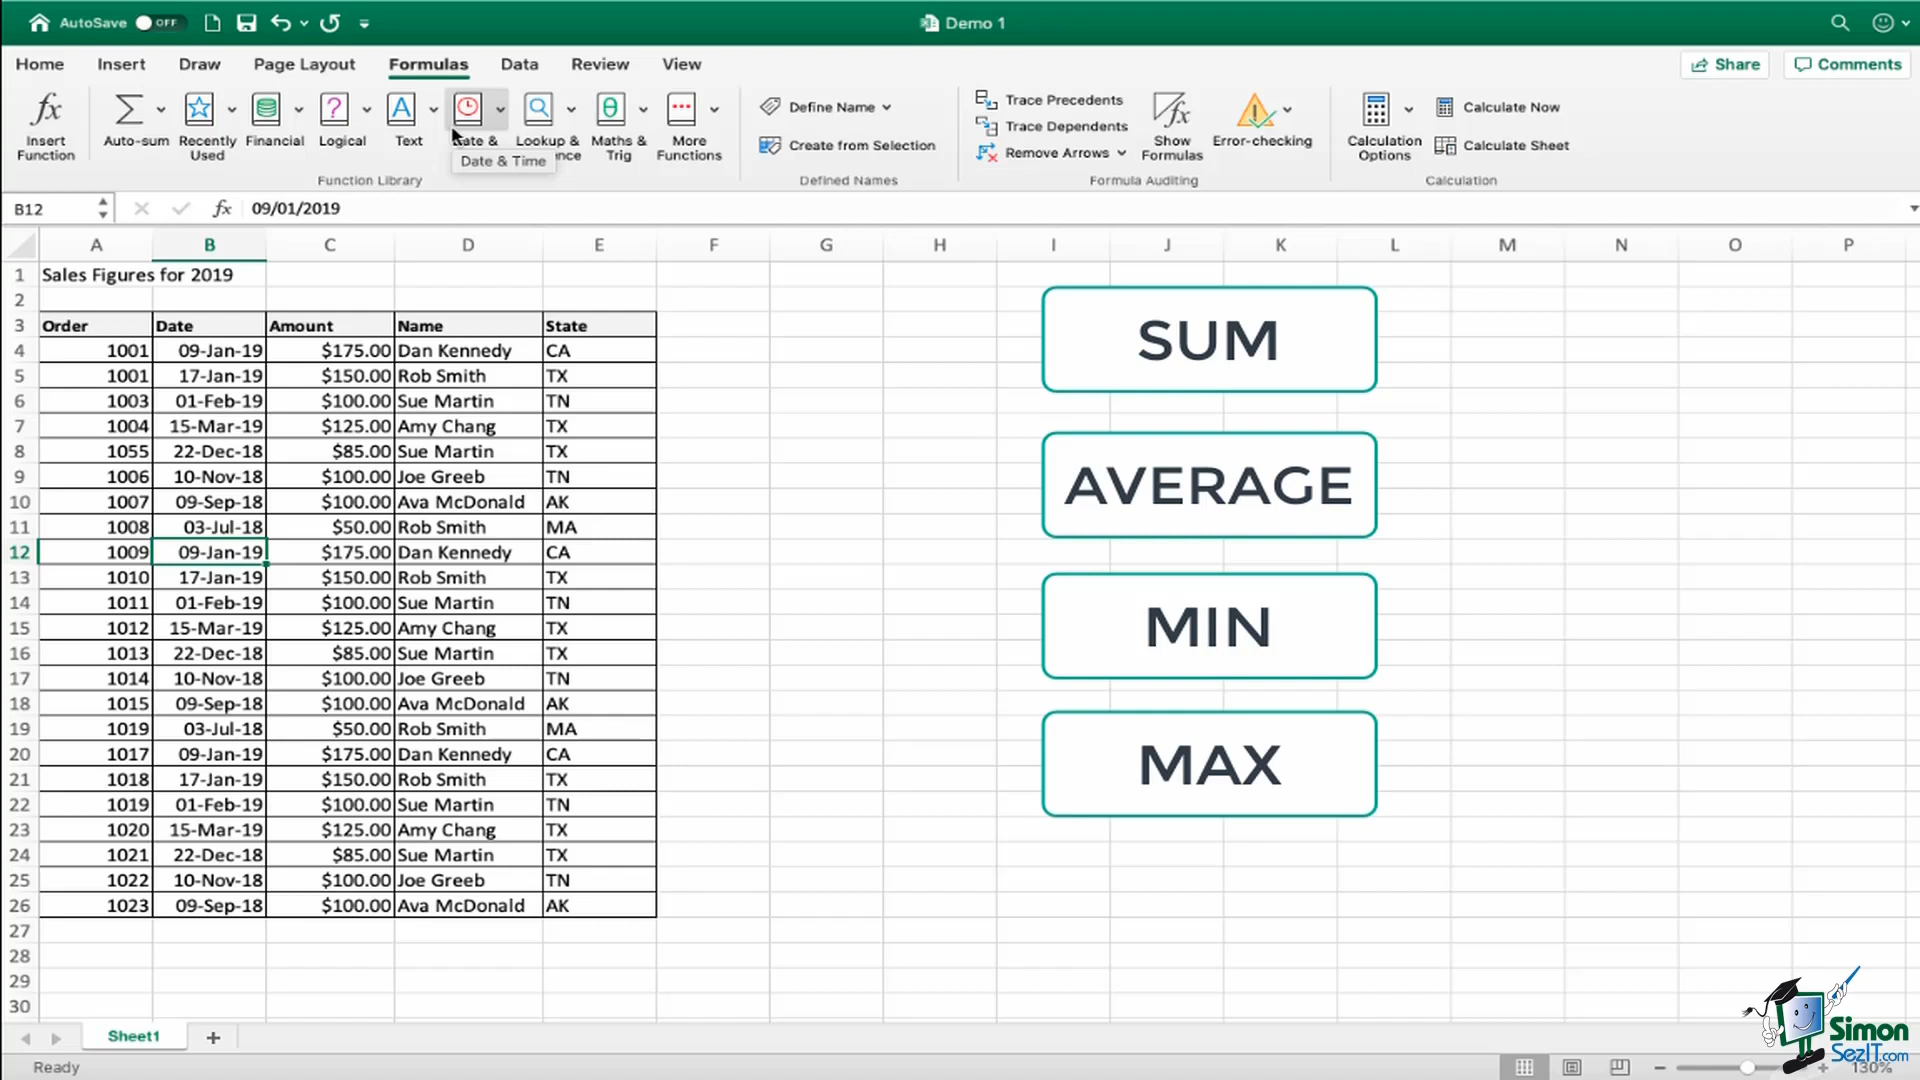 AutoSave OFF
Demo 1
Home Insert Draw Page Layout Formulas Data Review View Share Comments
Insert Function
Auto-sum
Recently Used
Financial
Logical
Text
Date & Time
Lookup &
Maths & Trig
More Functions
Function Library
Define Name
Create from Selection
Defined Names
Trace Precedents
Trace Dependents
Remove Arrows
Show Formulas
Error-checking
Formula Auditing
Calculation Options
Calculate Now
Calculate Sheet
Calculation
B12 fx 09/01/2019
A B C D E F G H I J K L M N O P
1 Sales Figures for 2019
2
3 Order Date Amount Name State
4 1001 09-Jan-19 $175.00 Dan Kennedy CA
5 1001 17-Jan-19 $150.00 Rob Smith TX
6 1003 01-Feb-19 $100.00 Sue Martin TN
7 1004 15-Mar-19 $125.00 Amy Chang TX
8 1055 22-Dec-18 $85.00 Sue Martin TX
9 1006 10-Nov-18 $100.00 Joe Greeb TN
10 1007 09-Sep-18 $100.00 Ava McDonald AK
11 1008 03-Jul-18 $50.00 Rob Smith MA
12 1009 09-Jan-19 $175.00 Dan Kennedy CA
13 1010 17-Jan-19 $150.00 Rob Smith TX
14 1011 01-Feb-19 $100.00 Sue Martin TN
15 1012 15-Mar-19 $125.00 Amy Chang TX
16 1013 22-Dec-18 $85.00 Sue Martin TX
17 1014 10-Nov-18 $100.00 Joe Greeb TN
18 1015 09-Sep-18 $100.00 Ava McDonald AK
19 1019 03-Jul-18 $50.00 Rob Smith MA
20 1017 09-Jan-19 $175.00 Dan Kennedy CA
21 1018 17-Jan-19 $150.00 Rob Smith TX
22 1019 01-Feb-19 $100.00 Sue Martin TN
23 1020 15-Mar-19 $125.00 Amy Chang TX
24 1021 22-Dec-18 $85.00 Sue Martin TX
25 1022 10-Nov-18 $100.00 Joe Greeb TN
26 1023 09-Sep-18 $100.00 Ava McDonald AK
27
28
29
30
SUM
AVERAGE
MIN
MAX
Sheet1
Ready
130%
Simon
SezIT.com